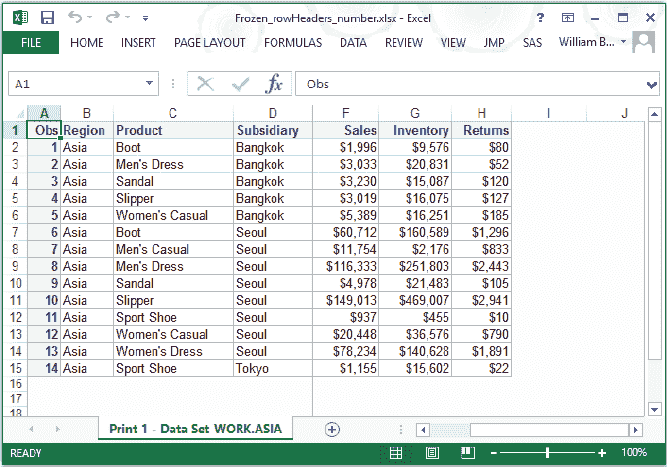 Frozen_rowHeaders_number.xlsx - Excel
FILE HOME INSERT PAGE LAYOUT FORMULAS DATA REVIEW VIEW JMP SAS William B...
A1 fx Obs
A B C D F G H I J
1 Obs Region Product Subsidiary Sales Inventory Returns
2 1 Asia Boot Bangkok $1,996 $9,576 $80
3 2 Asia Men's Dress Bangkok $3,033 $20,831 $52
4 3 Asia Sandal Bangkok $3,230 $15,087 $120
5 4 Asia Slipper Bangkok $3,019 $16,075 $127
6 5 Asia Women's Casual Bangkok $5,389 $16,251 $185
7 6 Asia Boot Seoul $60,712 $160,589 $1,296
8 7 Asia Men's Casual Seoul $11,754 $2,176 $833
9 8 Asia Men's Dress Seoul $116,333 $251,803 $2,443
10 9 Asia Sandal Seoul $4,978 $21,483 $105
11 10 Asia Slipper Seoul $149,013 $469,007 $2,941
12 11 Asia Sport Shoe Seoul $937 $455 $10
13 12 Asia Women's Casual Seoul $20,448 $36,576 $790
14 13 Asia Women's Dress Seoul $78,234 $140,628 $1,891
15 14 Asia Sport Shoe Tokyo $1,155 $15,602 $22
16
17
18
Print 1 - Data Set WORK.ASIA
READY 100%